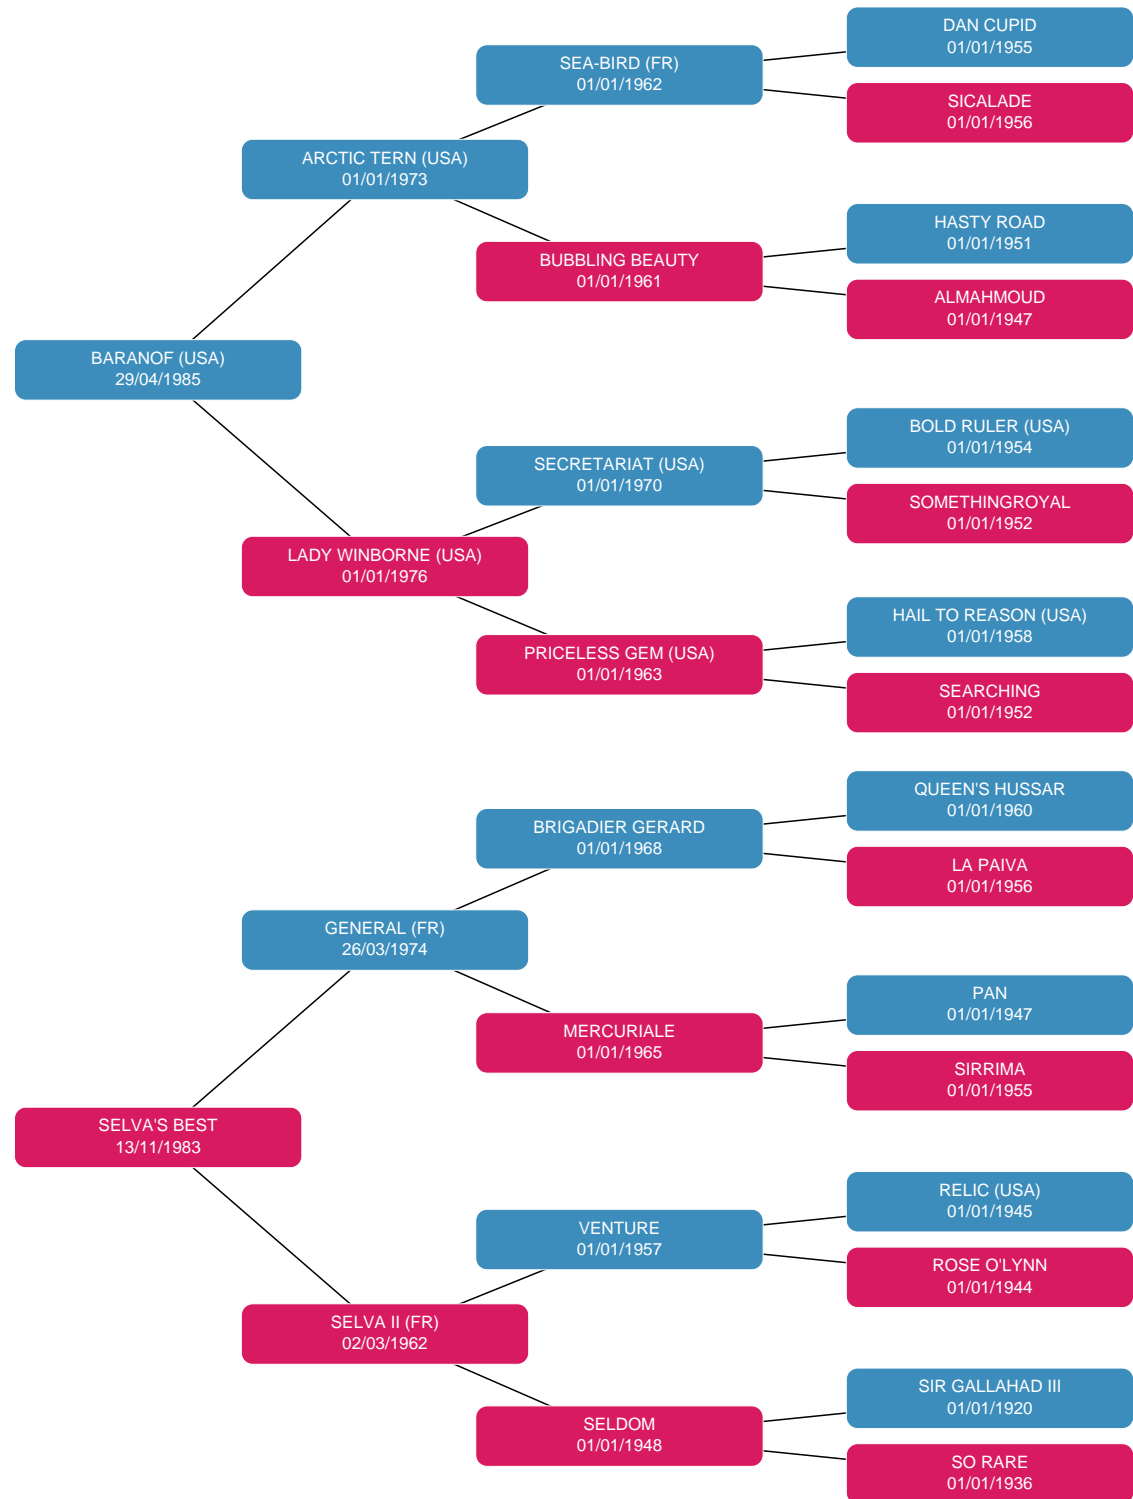 DAN CUPID
01/01/1955
SEA-BIRD (FR)
01/01/1962
SICALADE
01/01/1956
ARCTIC TERN (USA)
01/01/1973
HASTY ROAD
01/01/1951
BUBBLING BEAUTY
01/01/1961
ALMAHMOUD
01/01/1947
BARANOF (USA)
29/04/1985
BOLD RULER (USA)
01/01/1954
SECRETARIAT (USA)
01/01/1970
SOMETHINGROYAL
01/01/1952
LADY WINBORNE (USA)
01/01/1976
HAIL TO REASON (USA)
01/01/1958
PRICELESS GEM (USA)
01/01/1963
SEARCHING
01/01/1952
QUEEN'S HUSSAR
01/01/1960
BRIGADIER GERARD
01/01/1968
LA PAIVA
01/01/1956
GENERAL (FR)
26/03/1974
PAN
01/01/1947
MERCURIALE
01/01/1965
SIRRIMA
01/01/1955
SELVA'S BEST
13/11/1983
RELIC (USA)
01/01/1945
VENTURE
01/01/1957
ROSE O'LYNN
01/01/1944
SELVA II (FR)
02/03/1962
SIR GALLAHAD III
01/01/1920
SELDOM
01/01/1948
SO RARE
01/01/1936